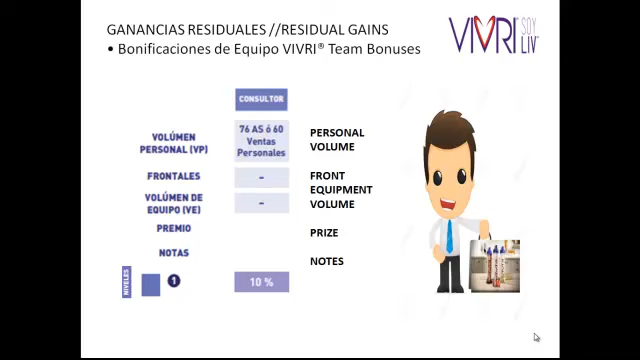 GANANCIAS RESIDUALES //RESIDUAL GAINS
• Bonificaciones de Equipo VIVRI® Team Bonuses
VIVRI SOY LIV
CONSULTOR
VOLÚMEN PERSONAL (VP)
76 AS ó 60
Ventas
Personales
PERSONAL
VOLUME
FRONTALES
–
FRONT
EQUIPMENT
VOLUME
VOLÚMEN DE
EQUIPO (VE)
–
PREMIO
PRIZE
NOTAS
NOTES
NIVELES
1
10 %